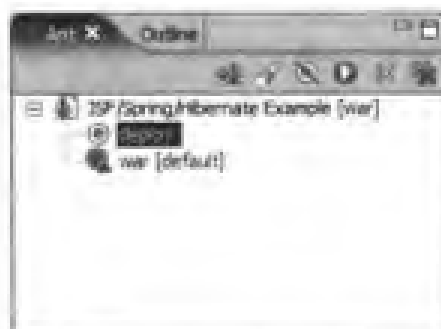 Ant Outline
JSP/Spring/Hibernate Example [war]
deploy
war [default]